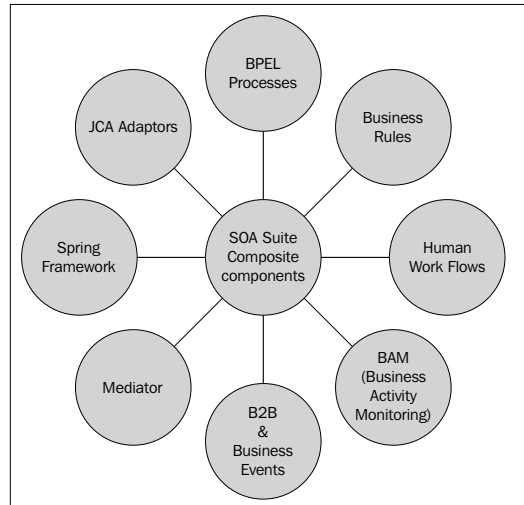 BPEL
Processes
JCA Adaptors
Business
Rules
Spring
Framework
SOA Suite
Composite
components
Human
Work Flows
Mediator
BAM
(Business
Activity
Monitoring)
B2B
&
Business
Events